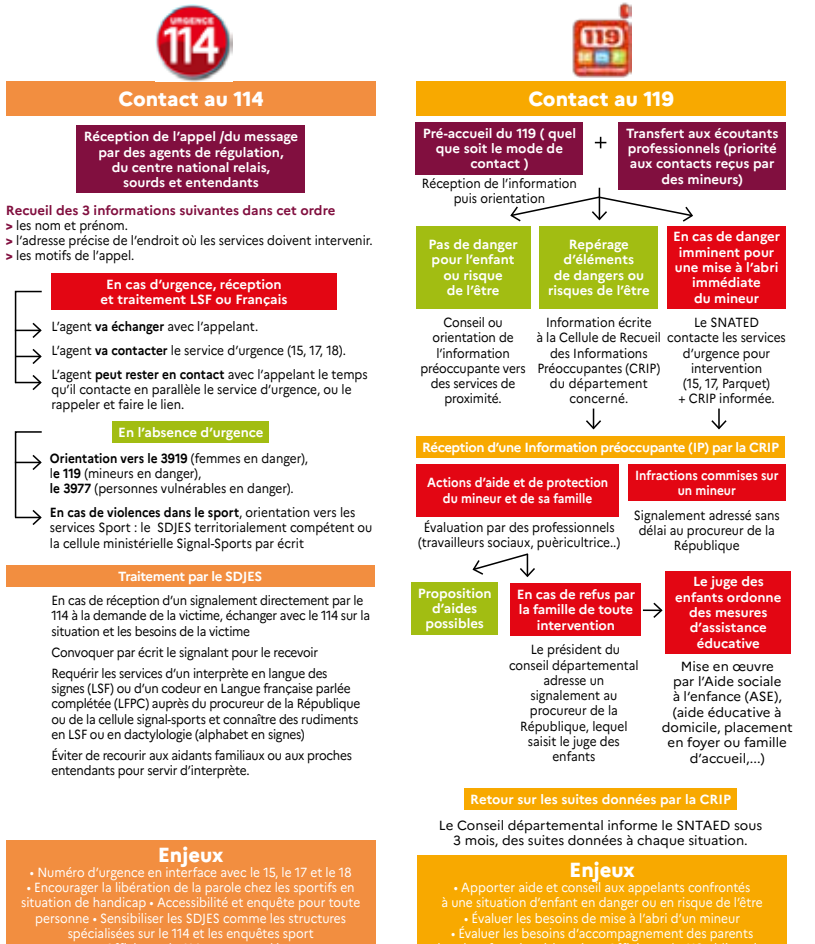 URGENCE
114
Contact au 114
Réception de l'appel /du message
par des agents de régulation,
du centre national relais,
sourds et entendants
Recueil des 3 informations suivantes dans cet ordre
> les nom et prénom.
> l'adresse précise de l'endroit où les services doivent intervenir.
> les motifs de l'appel.
En cas d'urgence, réception
et traitement LSF ou Français
L'agent va échanger avec l'appelant.
L'agent va contacter le service d'urgence (15, 17, 18).
L'agent peut rester en contact avec l'appelant le temps
qu'il contacte en parallèle le service d'urgence, ou le
rappeler et faire le lien.
En l'absence d'urgence
Orientation vers le 3919 (femmes en danger),
le 119 (mineurs en danger),
le 3977 (personnes vulnérables en danger).
En cas de violences dans le sport, orientation vers les
services Sport : le SDJES territorialement compétent ou
la cellule ministérielle Signal-Sports par écrit
Traitement par le SDJES
En cas de réception d'un signalement directement par le
114 à la demande de la victime, échanger avec le 114 sur la
situation et les besoins de la victime
Convoquer par écrit le signalant pour le recevoir
Requérir les services d'un interprète en langue des
signes (LSF) ou d'un codeur en Langue française parlée
complétée (LFPC) auprès du procureur de la République
ou de la cellule signal-sports et connaître des rudiments
en LSF ou en dactylologie (alphabet en signes)
Éviter de recourir aux aidants familiaux ou aux proches
entendants pour servir d'interprète.
Enjeux
• Numéro d'urgence en interface avec le 15, le 17 et le 18
• Encourager la libération de la parole chez les sportifs en
situation de handicap • Accessibilité et enquête pour toute
personne • Sensibiliser les SDJES comme les structures
spécialisées sur le 114 et les enquêtes sport
119
Contact au 119
Pré-accueil du 119 ( quel
que soit le mode de
contact )
+
Transfert aux écoutants
professionnels (priorité
aux contacts reçus par
des mineurs)
Réception de l'information
puis orientation
Pas de danger
pour l'enfant
ou risque
de l'être
Conseil ou
orientation de
l'information
préoccupante vers
des services de
proximité.
Repérage
d'éléments
de dangers ou
risques de l'être
Information écrite
à la Cellule de Recueil
des Informations
Préoccupantes (CRIP)
du département
concerné.
En cas de danger
imminent pour
une mise à l'abri
immédiate
du mineur
Le SNATED
contacte les services
d'urgence pour
intervention
(15, 17, Parquet)
+ CRIP informée.
Réception d'une Information préoccupante (IP) par la CRIP
Actions d'aide et de protection
du mineur et de sa famille
Évaluation par des professionnels
(travailleurs sociaux, puèricultrice..)
Infractions commises sur
un mineur
Signalement adressé sans
délai au procureur de la
République
Proposition
d'aides
possibles
En cas de refus par
la famille de toute
intervention
Le président du
conseil départemental
adresse un
signalement au
procureur de la
République, lequel
saisit le juge des
enfants
Le juge des
enfants ordonne
des mesures
d'assistance
éducative
Mise en œuvre
par l'Aide sociale
à l'enfance (ASE),
(aide éducative à
domicile, placement
en foyer ou famille
d'accueil,...)
Retour sur les suites données par la CRIP
Le Conseil départemental informe le SNTAED sous
3 mois, des suites données à chaque situation.
Enjeux
• Apporter aide et conseil aux appelants confrontés
à une situation d'enfant en danger ou en risque de l'être
• Évaluer les besoins de mise à l'abri d'un mineur
• Évaluer les besoins d'accompagnement des parents